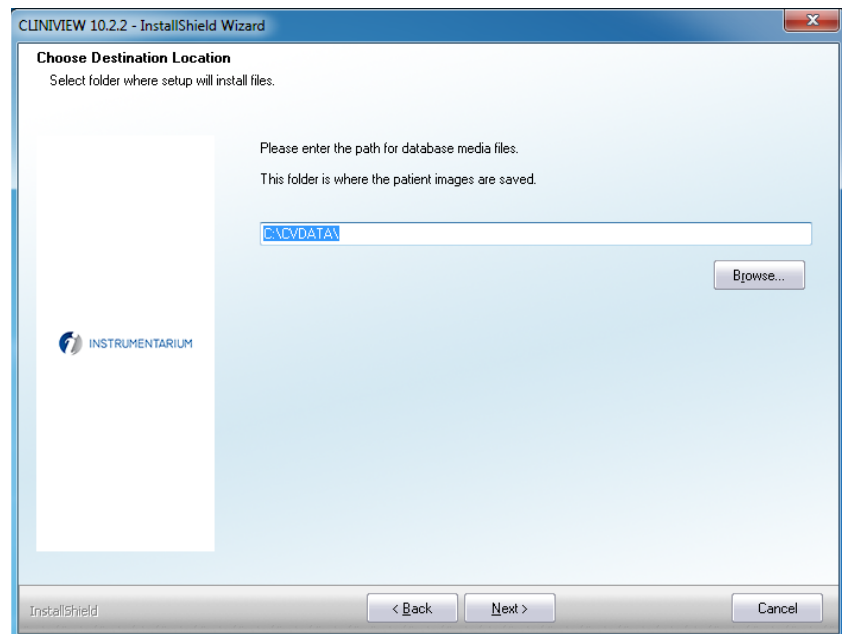 CLINIVIEW 10.2.2 - InstallShield Wizard
X
Choose Destination Location
Select folder where setup will install files.
Please enter the path for database media files.
This folder is where the patient images are saved.
C:\CVDATA\
Browse...
INSTRUMENTARIUM
InstallShield
< Back
Next >
Cancel